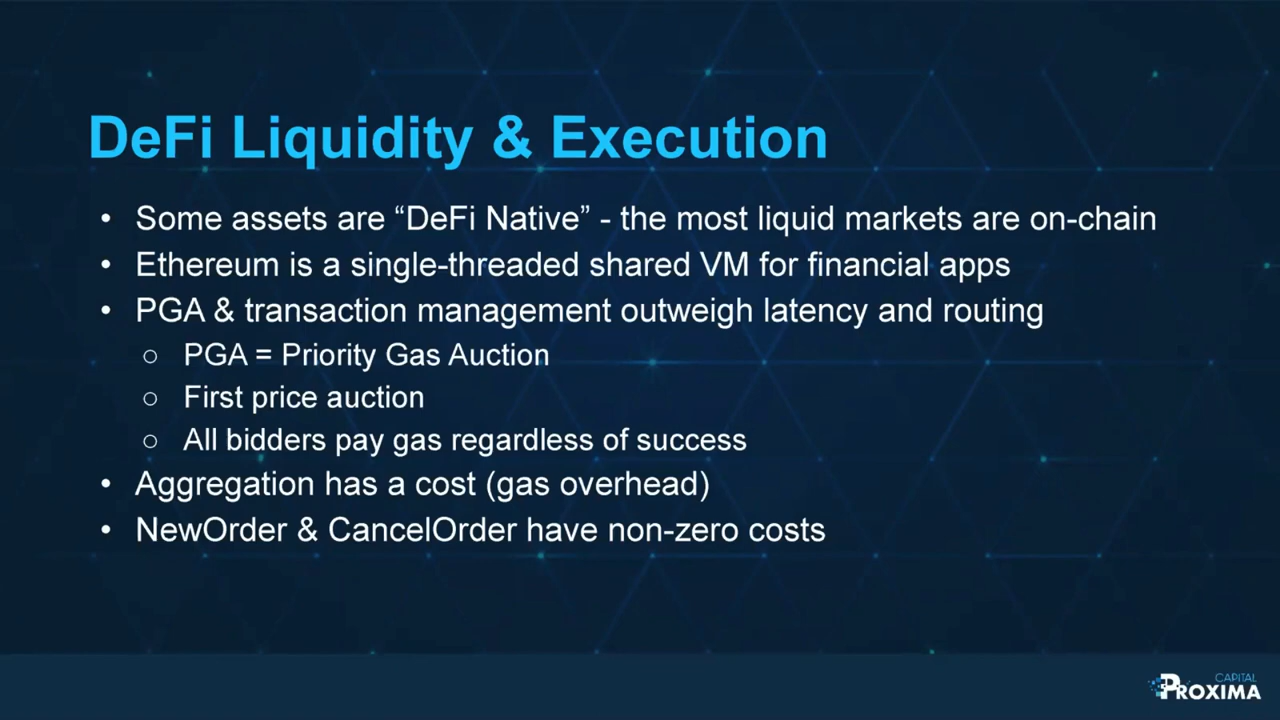 DeFi Liquidity & Execution
• Some assets are “DeFi Native” - the most liquid markets are on-chain
• Ethereum is a single-threaded shared VM for financial apps
• PGA & transaction management outweigh latency and routing
○ PGA = Priority Gas Auction
○ First price auction
○ All bidders pay gas regardless of success
• Aggregation has a cost (gas overhead)
• NewOrder & CancelOrder have non-zero costs
CAPITAL
PROXIMA